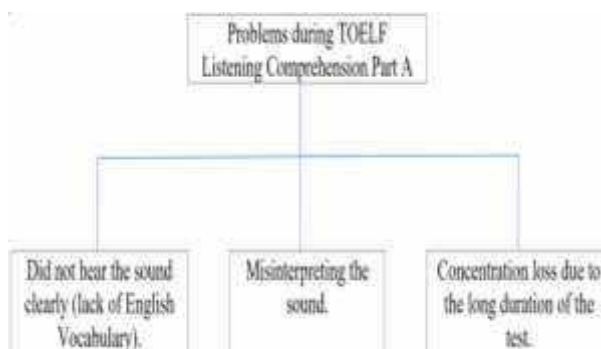 Problems during TOELF
Listening Comprehension Part A
Did not hear the sound
clearly (lack of English
Vocabulary).
Misinterpreting the
sound.
Concentration loss due to
the long duration of the
test.